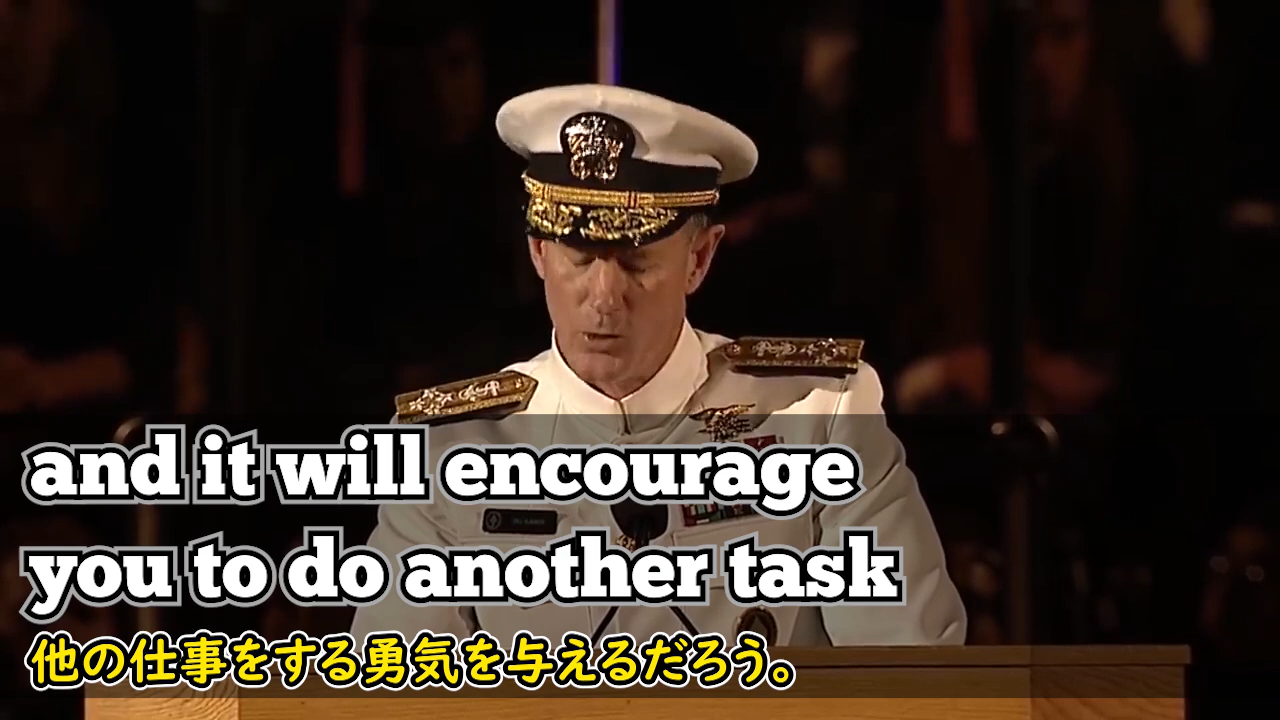 and it will encourage
you to do another task
他の仕事をする勇気を与えるだろう。